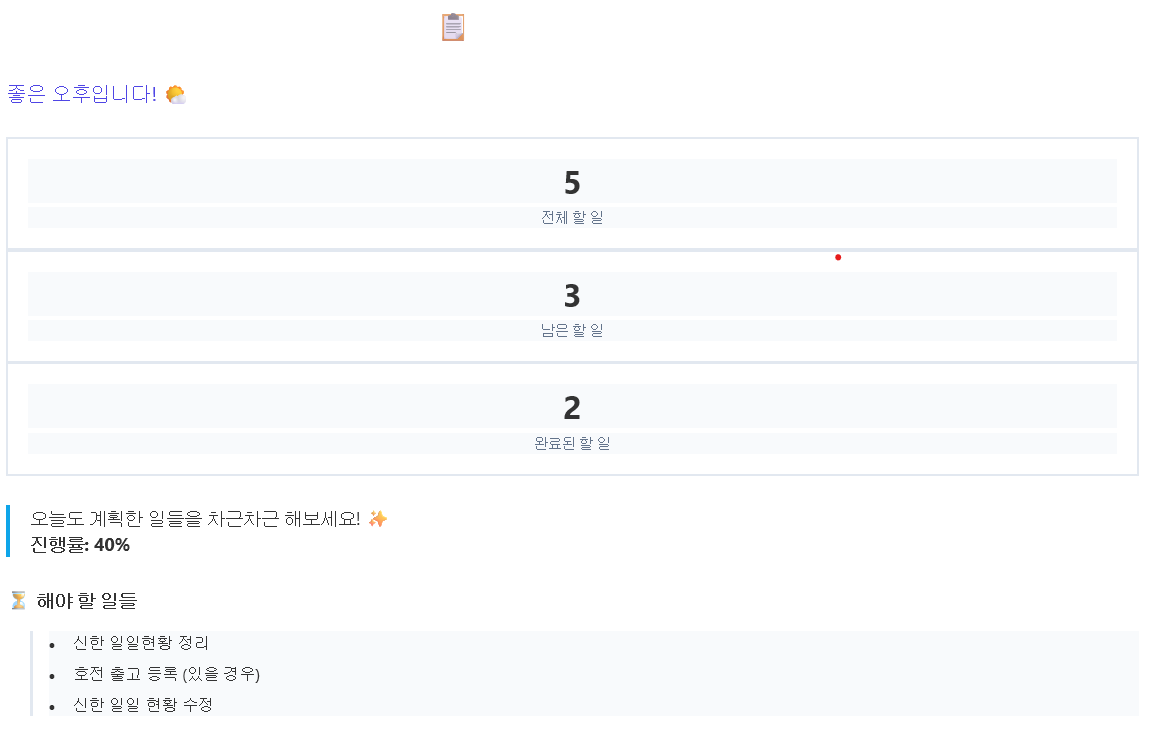 좋은 오후입니다!
5
전체 할 일
3
남은 할 일
2
완료된 할 일
오늘도 계획한 일들을 차근차근 해보세요!
진행률: 40%
해야 할 일들
• 신한 일일현황 정리
• 호전 출고 등록 (있을 경우)
• 신한 일일 현황 수정